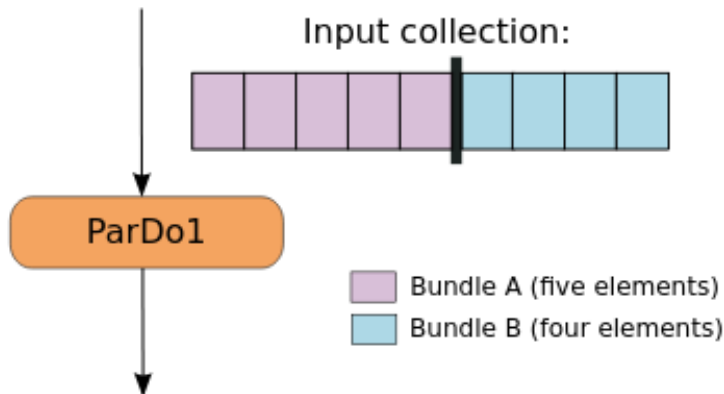 Input collection:
ParDo1
Bundle A (five elements)
Bundle B (four elements)